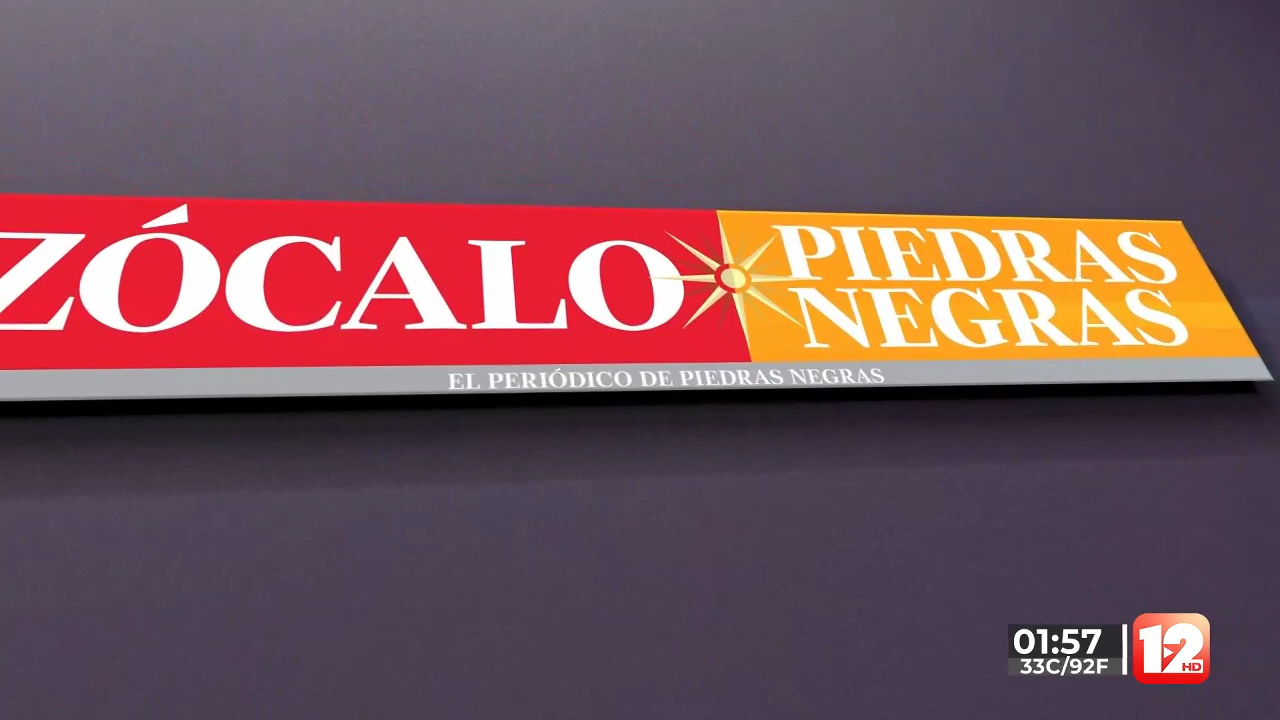 ZÓCALO
PIEDRAS
NEGRAS
EL PERIÓDICO DE PIEDRAS NEGRAS
01:57
33C/92F
12
HD